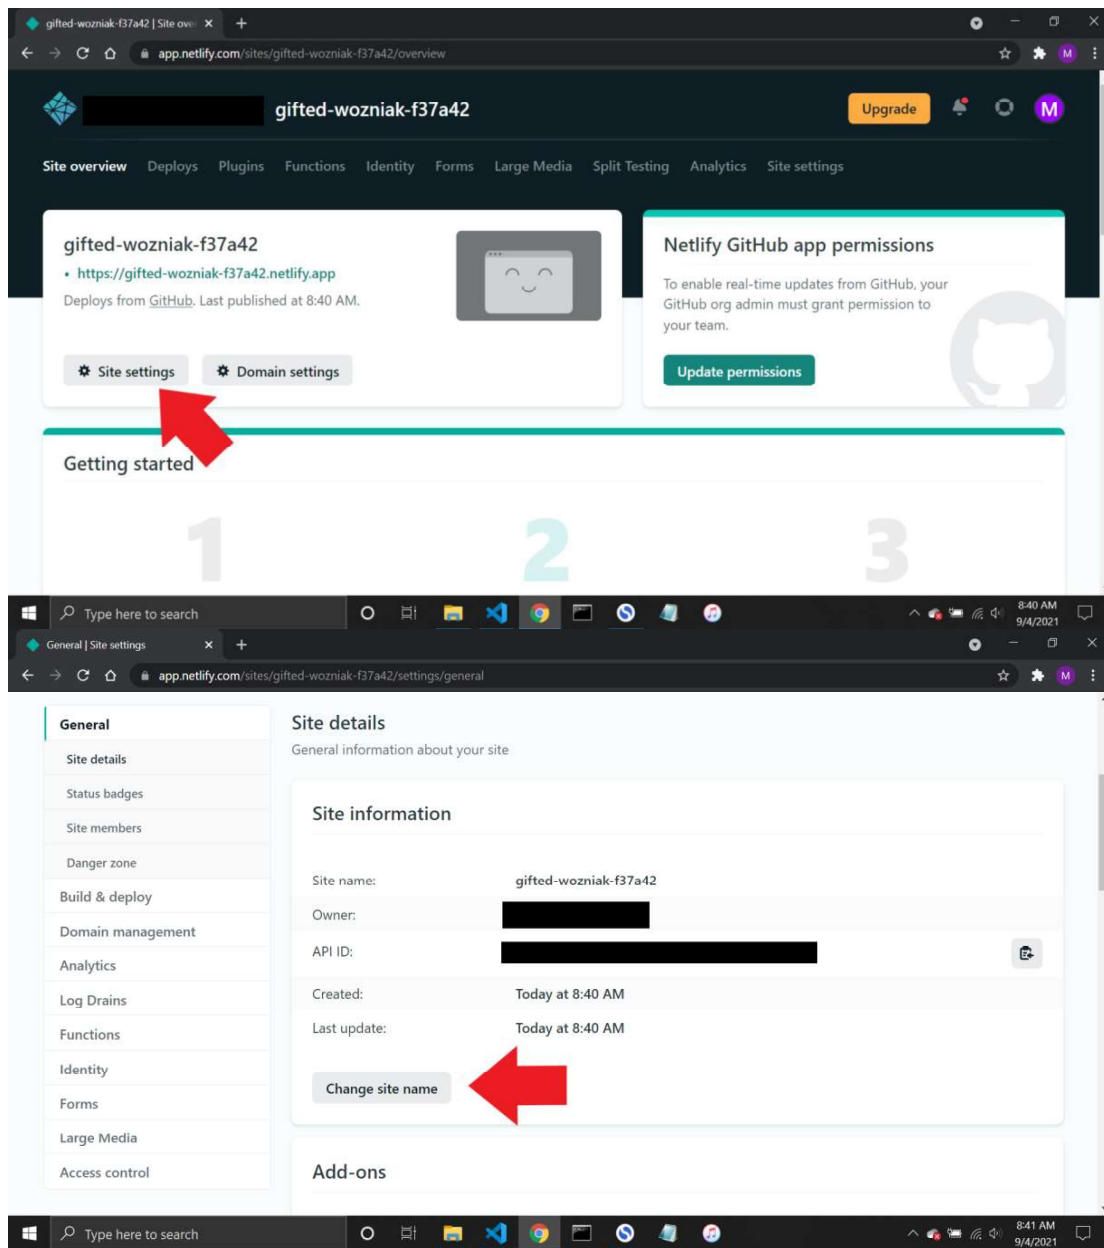 gifted-wozniak-f37a42 | Site ove
app.netlify.com/sites/gifted-wozniak-f37a42/overview
M
gifted-wozniak-f37a42
Upgrade
M
Site overview Deploys Plugins Functions Identity Forms Large Media Split Testing Analytics Site settings
gifted-wozniak-f37a42
https://gifted-wozniak-f37a42.netlify.app
Deploys from GitHub. Last published at 8:40 AM.
Site settings Domain settings
Netlify GitHub app permissions
To enable real-time updates from GitHub, your
GitHub org admin must grant permission to
your team.
Update permissions
Getting started
1 2 3
Type here to search
8:40 AM
9/4/2021
General | Site settings
app.netlify.com/sites/gifted-wozniak-f37a42/settings/general
M
General
Site details
Status badges
Site members
Danger zone
Build & deploy
Domain management
Analytics
Log Drains
Functions
Identity
Forms
Large Media
Access control
Site details
General information about your site
Site information
Site name: gifted-wozniak-f37a42
Owner:
API ID:
Created: Today at 8:40 AM
Last update: Today at 8:40 AM
Change site name
Add-ons
Type here to search
8:41 AM
9/4/2021